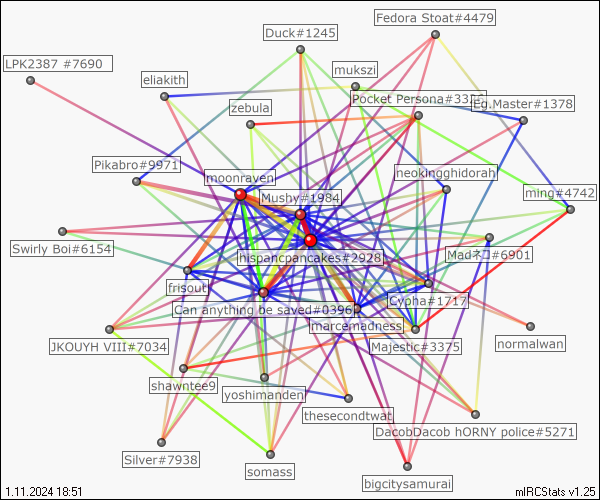 Fedora Stoat#4479
Duck#1245
LPK2387 #7690
mukszi
eliakith
Pocket Persona#3
Eg.Master#1378
zebula
Pikabro#9971
neokingghidorah
moonraven
ming#4742
Mushy#1984
Swirly Boi#6154
hispancpancakes#2928
Madネコ#6901
frisout
Cypha#1717
Can anything be saved#0396
marcemadness
JKOUYH VIII#7034
Majestic#3375
normalwan
shawntee9
yoshimanden
thesecondtwat
DacobDacob hORNY police#5271
Silver#7938
somass
bigcitysamurai
1.11.2024 18:51
mIRCStats v1.25